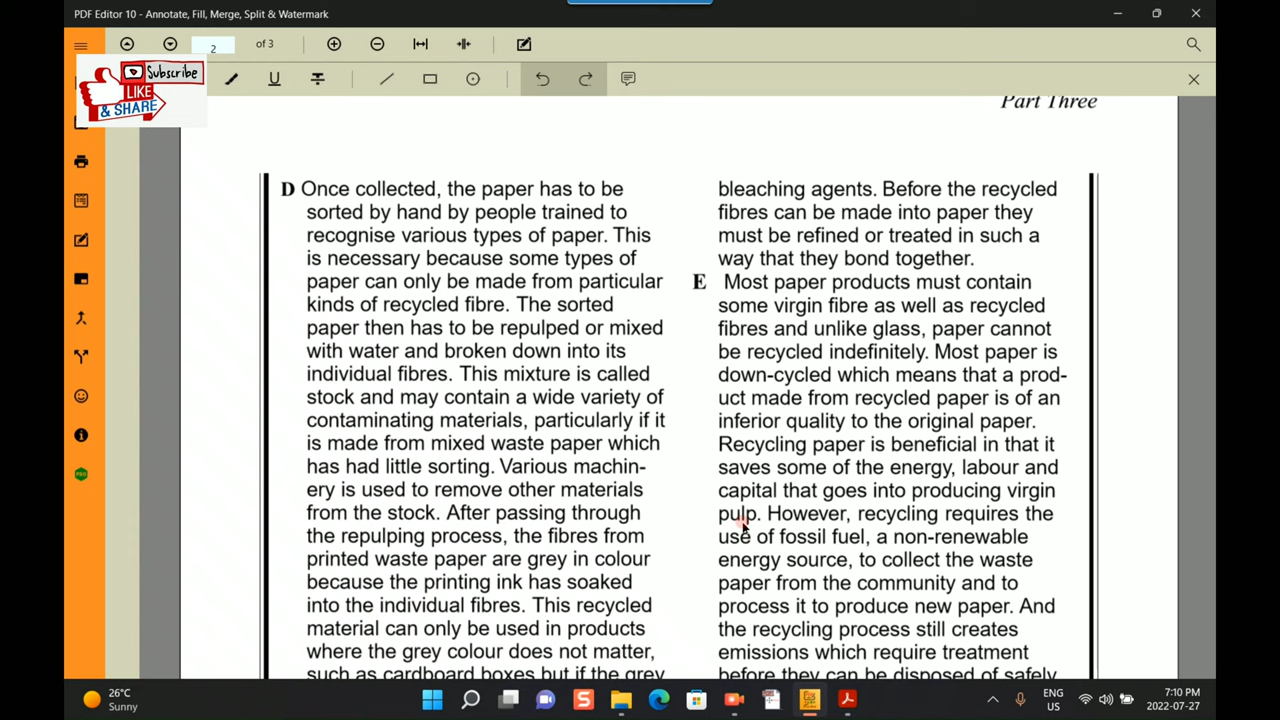 PDF Editor 10 - Annotate, Fill, Merge, Split & Watermark
2 of 3
Subscribe
LIKE
& SHARE
Part Three
D Once collected, the paper has to be
sorted by hand by people trained to
recognise various types of paper. This
is necessary because some types of
paper can only be made from particular
kinds of recycled fibre. The sorted
paper then has to be repulped or mixed
with water and broken down into its
individual fibres. This mixture is called
stock and may contain a wide variety of
contaminating materials, particularly if it
is made from mixed waste paper which
has had little sorting. Various machin-
ery is used to remove other materials
from the stock. After passing through
the repulping process, the fibres from
printed waste paper are grey in colour
because the printing ink has soaked
into the individual fibres. This recycled
material can only be used in products
where the grey colour does not matter,
such as cardboard boxes but if the grey
bleaching agents. Before the recycled
fibres can be made into paper they
must be refined or treated in such a
way that they bond together.
E Most paper products must contain
some virgin fibre as well as recycled
fibres and unlike glass, paper cannot
be recycled indefinitely. Most paper is
down-cycled which means that a prod-
uct made from recycled paper is of an
inferior quality to the original paper.
Recycling paper is beneficial in that it
saves some of the energy, labour and
capital that goes into producing virgin
pulp. However, recycling requires the
use of fossil fuel, a non-renewable
energy source, to collect the waste
paper from the community and to
process it to produce new paper. And
the recycling process still creates
emissions which require treatment
before they can be disposed of safely
26°C
Sunny
ENG
US
7:10 PM
2022-07-27